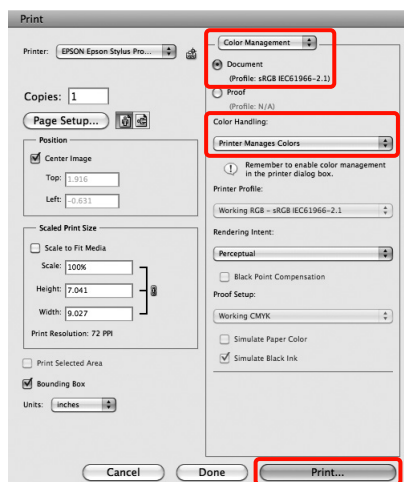 Print
Printer: EPSON Epson Stylus Pro...
Copies: 1
Page Setup...
Position
Center Image
Top: 1.916
Left: -0.631
Scaled Print Size
Scale to Fit Media
Scale: 100%
Height: 7.041
Width: 9.027
Print Resolution: 72 PPI
Print Selected Area
Bounding Box
Units: inches
Color Management
Document
(Profile: sRGB IEC61966-2.1)
Proof
(Profile: N/A)
Color Handling:
Printer Manages Colors
Remember to enable color management
in the printer dialog box.
Printer Profile:
Working RGB - sRGB IEC61966-2.1
Rendering Intent:
Perceptual
Black Point Compensation
Proof Setup:
Working CMYK
Simulate Paper Color
Simulate Black Ink
Cancel
Done
Print...